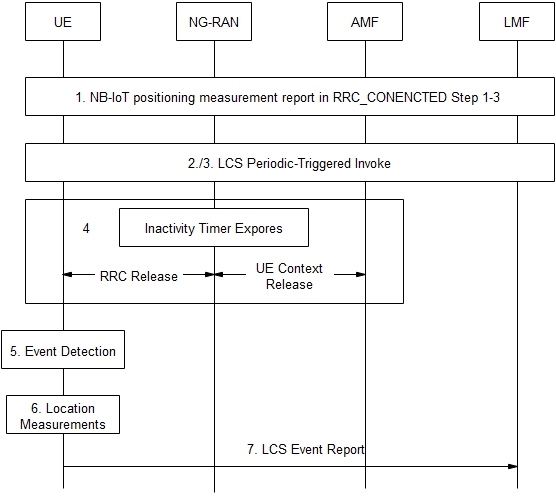 UE
NG-RAN
AMF
LMF
1. NB-IoT positioning measurement report in RRC_CONENCTED Step 1-3
2./3. LCS Periodic-Triggered Invoke
4
Inactivity Timer Expores
RRC Release
UE Context
Release
5. Event Detection
6. Location
Measurements
7. LCS Event Report